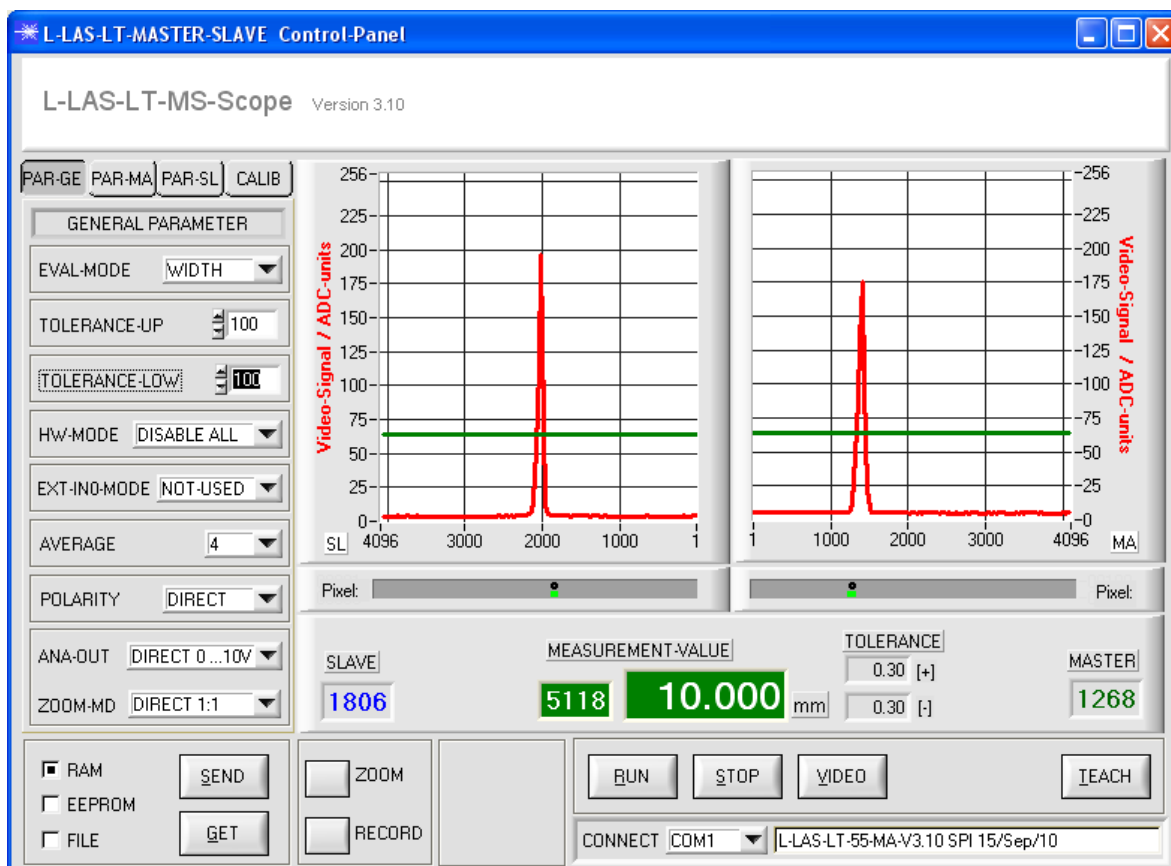 L-LAS-LT-MASTER-SLAVE Control-Panel
L-LAS-LT-MS-Scope Version 3.10
PAR-GE PAR-MA PAR-SL CALIB
GENERAL PARAMETER
EVAL-MODE WIDTH
TOLERANCE-UP 100
TOLERANCE-LOW 100
HW-MODE DISABLE ALL
EXT-IN0-MODE NOT-USED
AVERAGE 4
POLARITY DIRECT
ANA-OUT DIRECT 0 ...10V
ZOOM-MD DIRECT 1:1
Video-Signal / ADC-units
256
225
200
175
150
125
100
75
50
25
0
SL 4096 3000 2000 1000 1
256
225
200
175
150
125
100
75
50
25
0
Video-Signal / ADC-units
1 1000 2000 3000 4096 MA
Pixel:
Pixel:
SLAVE
1806
MEASUREMENT-VALUE
5118 10.000 mm
TOLERANCE
0.30 [+]
0.30 [-]
MASTER
1268
RAM
EEPROM
FILE
SEND
GET
ZOOM
RECORD
RUN STOP VIDEO TEACH
CONNECT COM1 L-LAS-LT-55-MA-V3.10 SPI 15/Sep/10